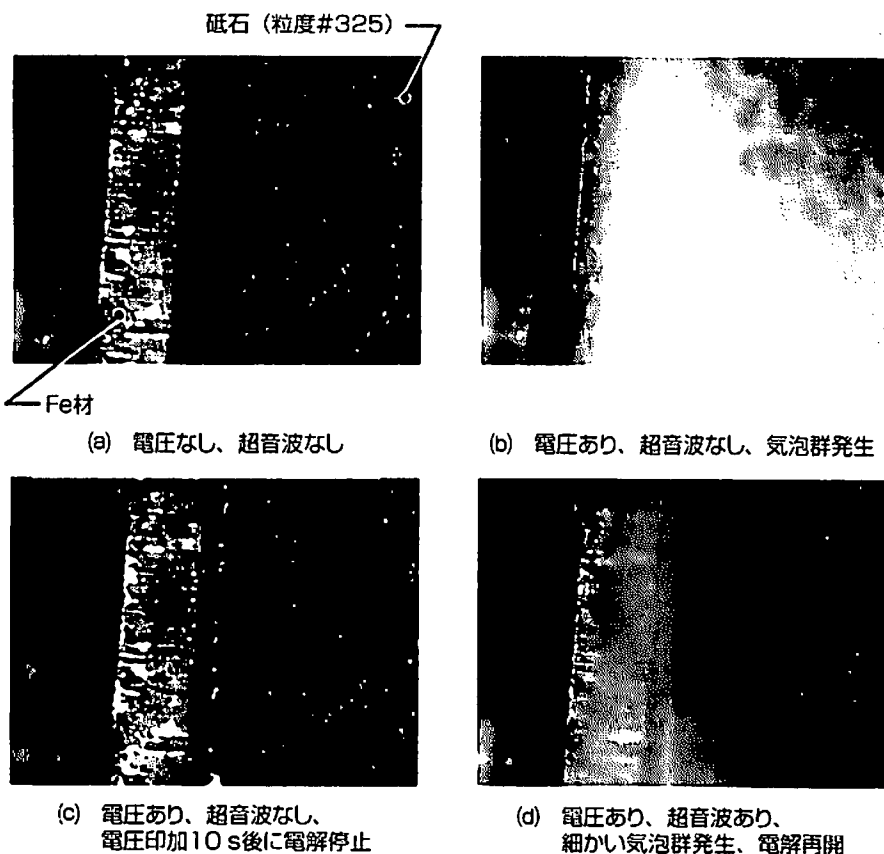 砥石（粒度#325）
Fe材
(a) 電圧なし、超音波なし
(b) 電圧あり、超音波なし、気泡群発生
(c) 電圧あり、超音波なし、
電圧印加10 s後に電解停止
(d) 電圧あり、超音波あり、
細かい気泡群発生、電解再開